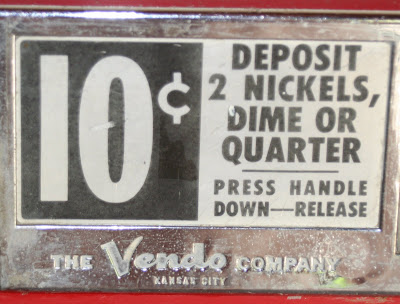 10¢
DEPOSIT
2 NICKELS,
DIME OR
QUARTER
PRESS HANDLE
DOWN—RELEASE
THE Vendo COMPANY
KANSAS CITY